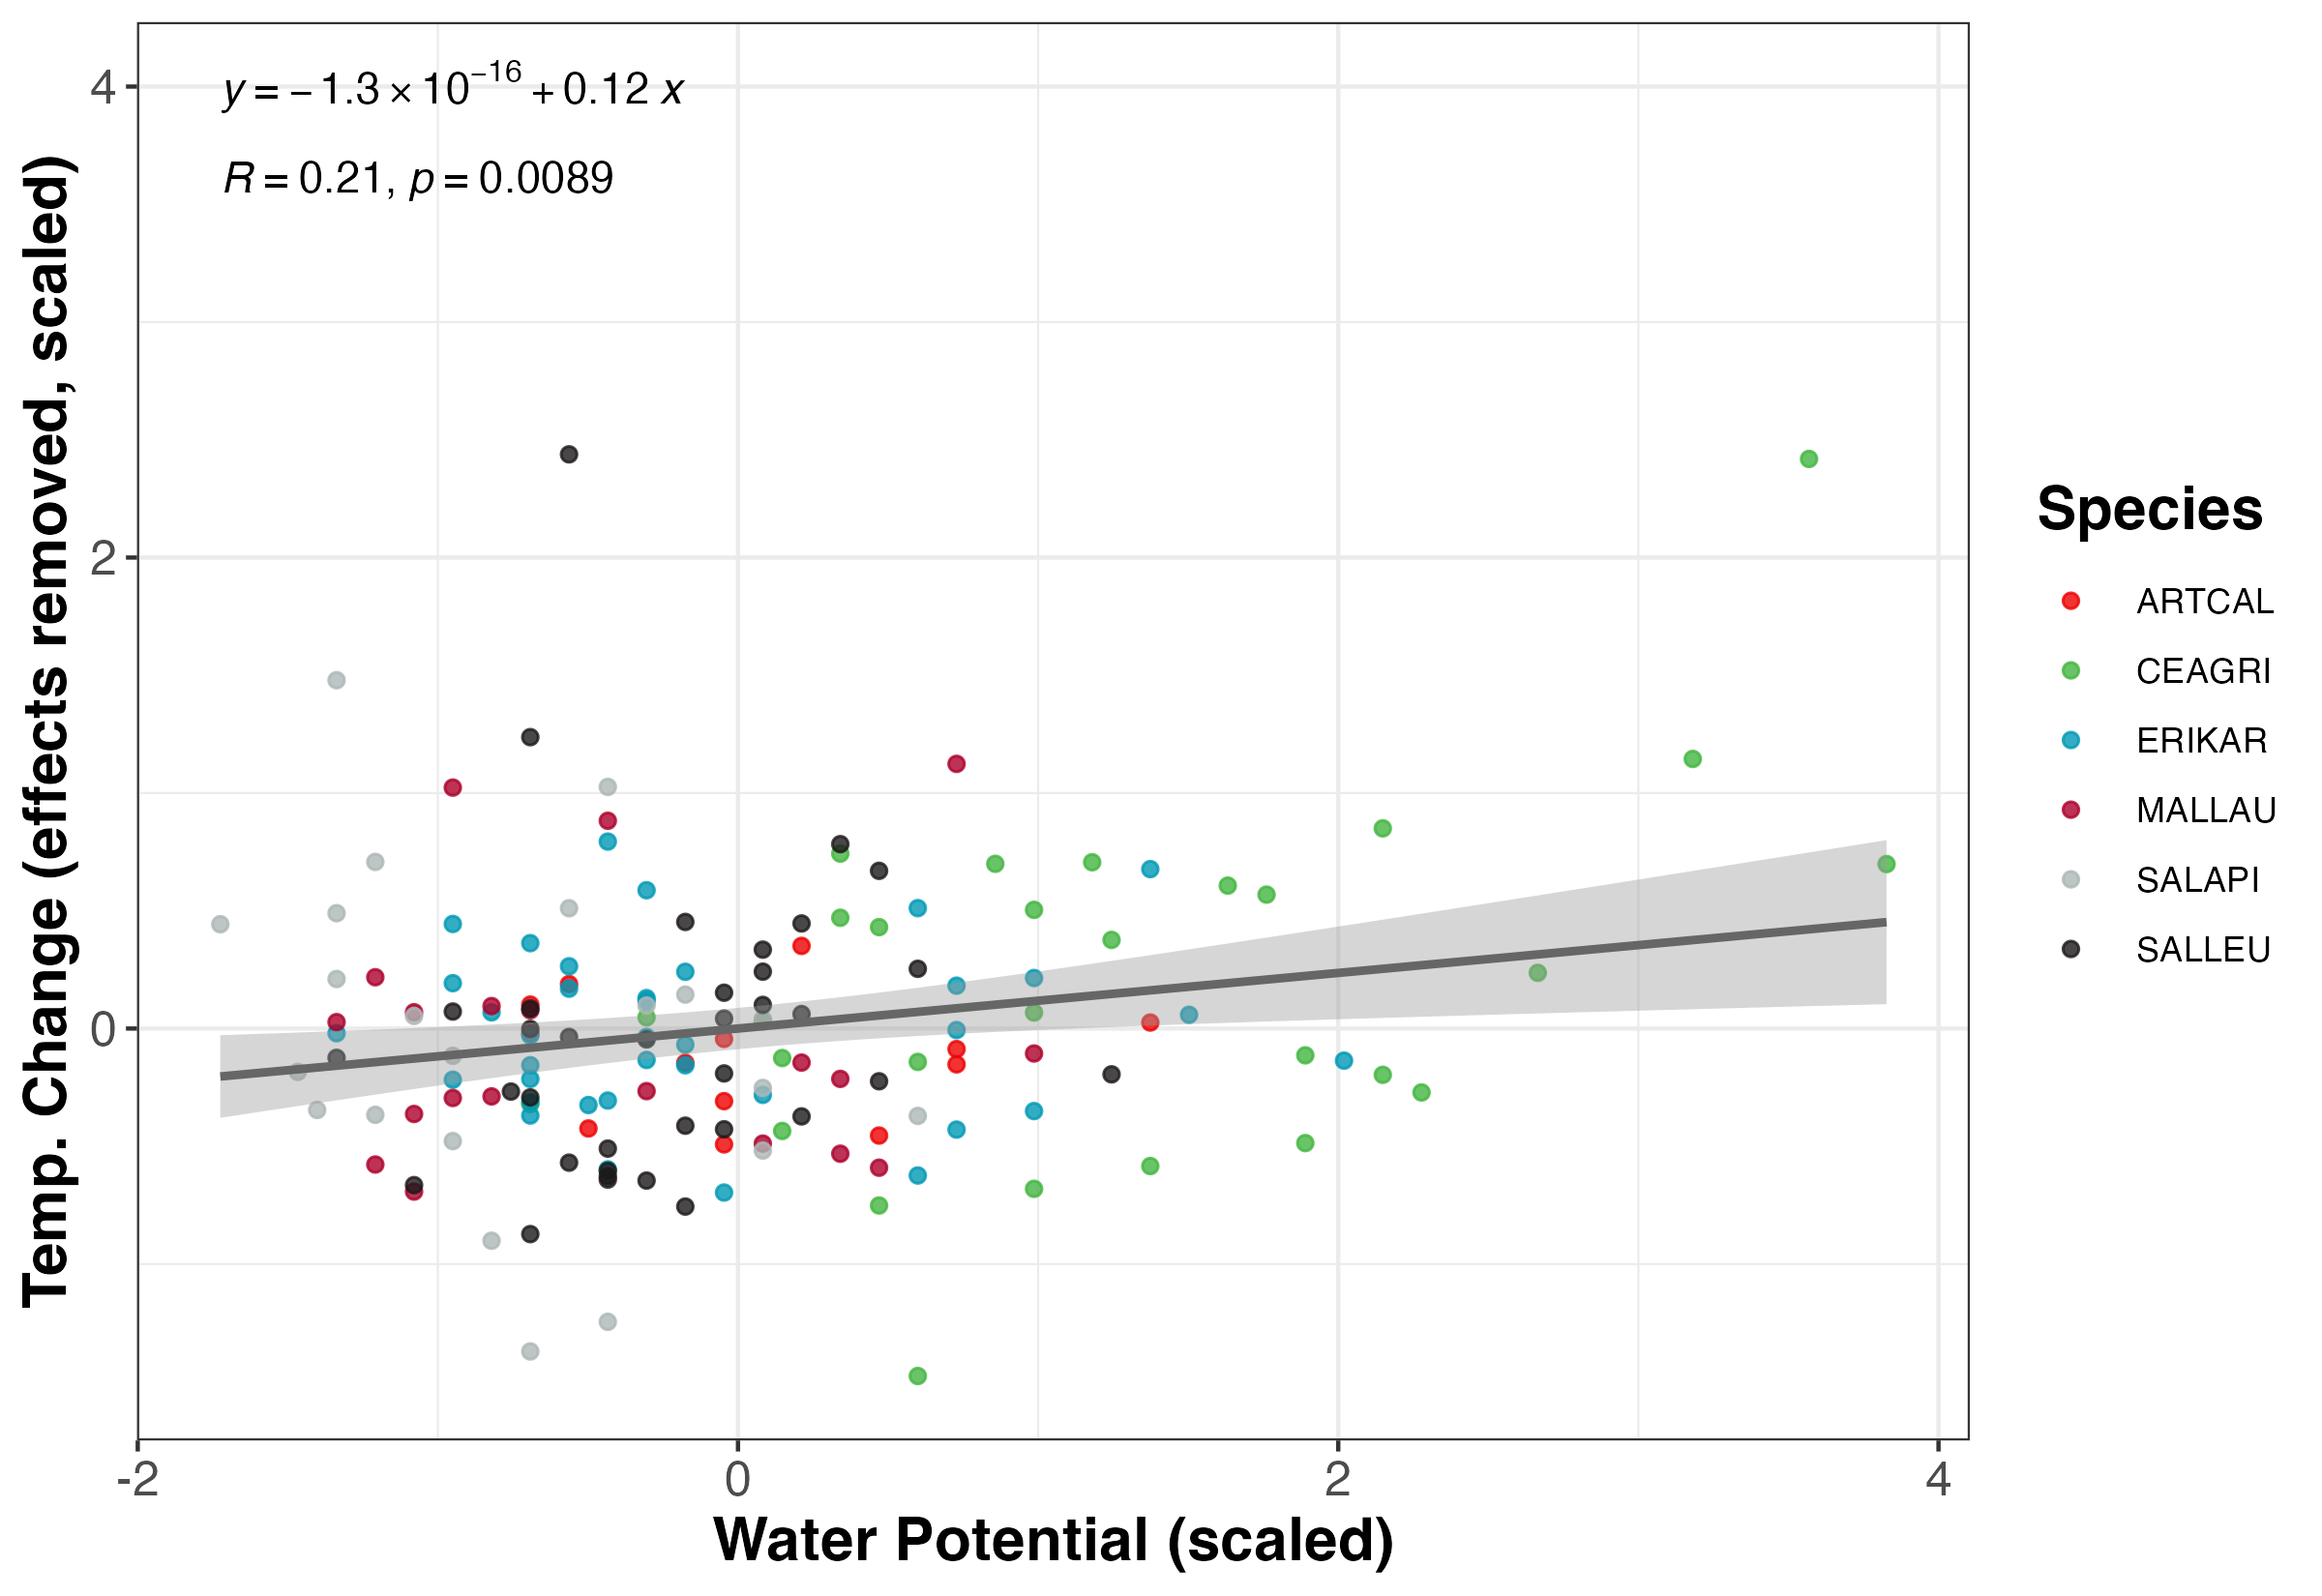 y = −1.3 × 10⁻¹⁶ + 0.12 x
R = 0.21, p = 0.0089
Temp. Change (effects removed, scaled)
4
2
0
-2
0
2
4
Water Potential (scaled)
Species
ARTCAL
CEAGRI
ERIKAR
MALLAU
SALAPI
SALLEU